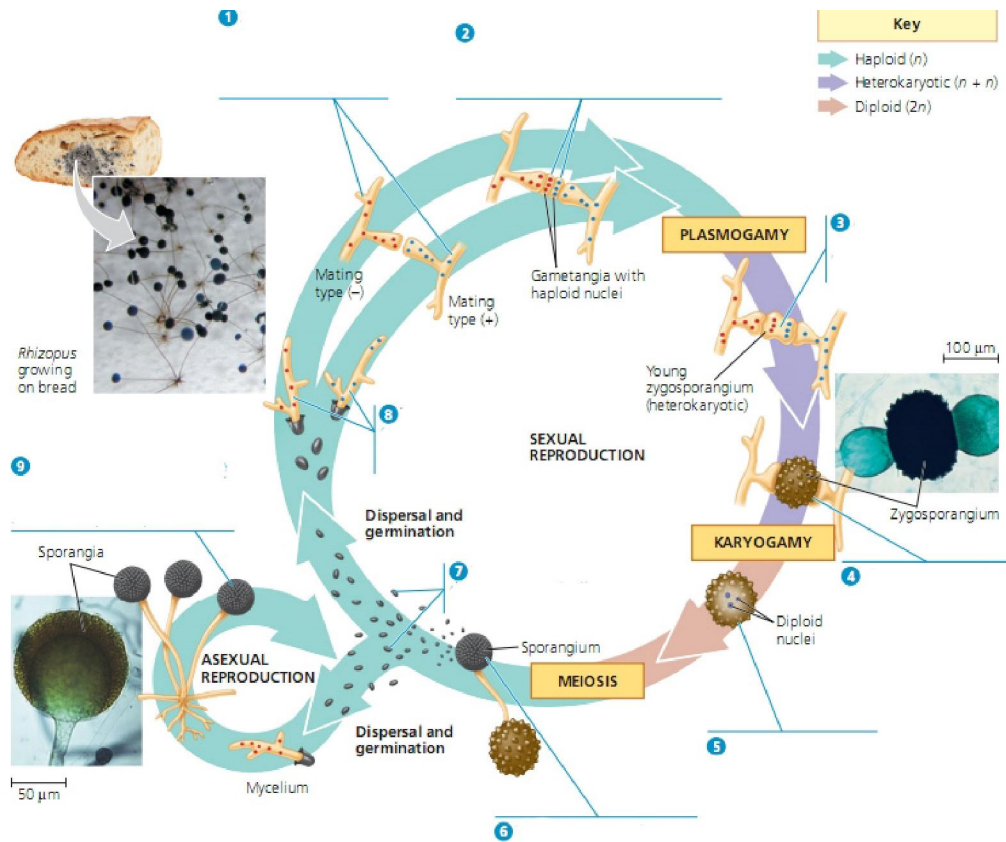 1
2
Key
Haploid (n)
Heterokaryotic (n + n)
Diploid (2n)
3
PLASMOGAMY
Gametangia with
haploid nuclei
Mating
type (–)
Mating
type (+)
Rhizopus
growing
on bread
100 μm
Young
zygosporangium
(heterokaryotic)
8
SEXUAL
REPRODUCTION
9
Zygosporangium
Dispersal and
germination
KARYOGAMY
Sporangia
7
4
Diploid
nuclei
Sporangium
ASEXUAL
REPRODUCTION
MEIOSIS
Dispersal and
germination
5
Mycelium
50 μm
6